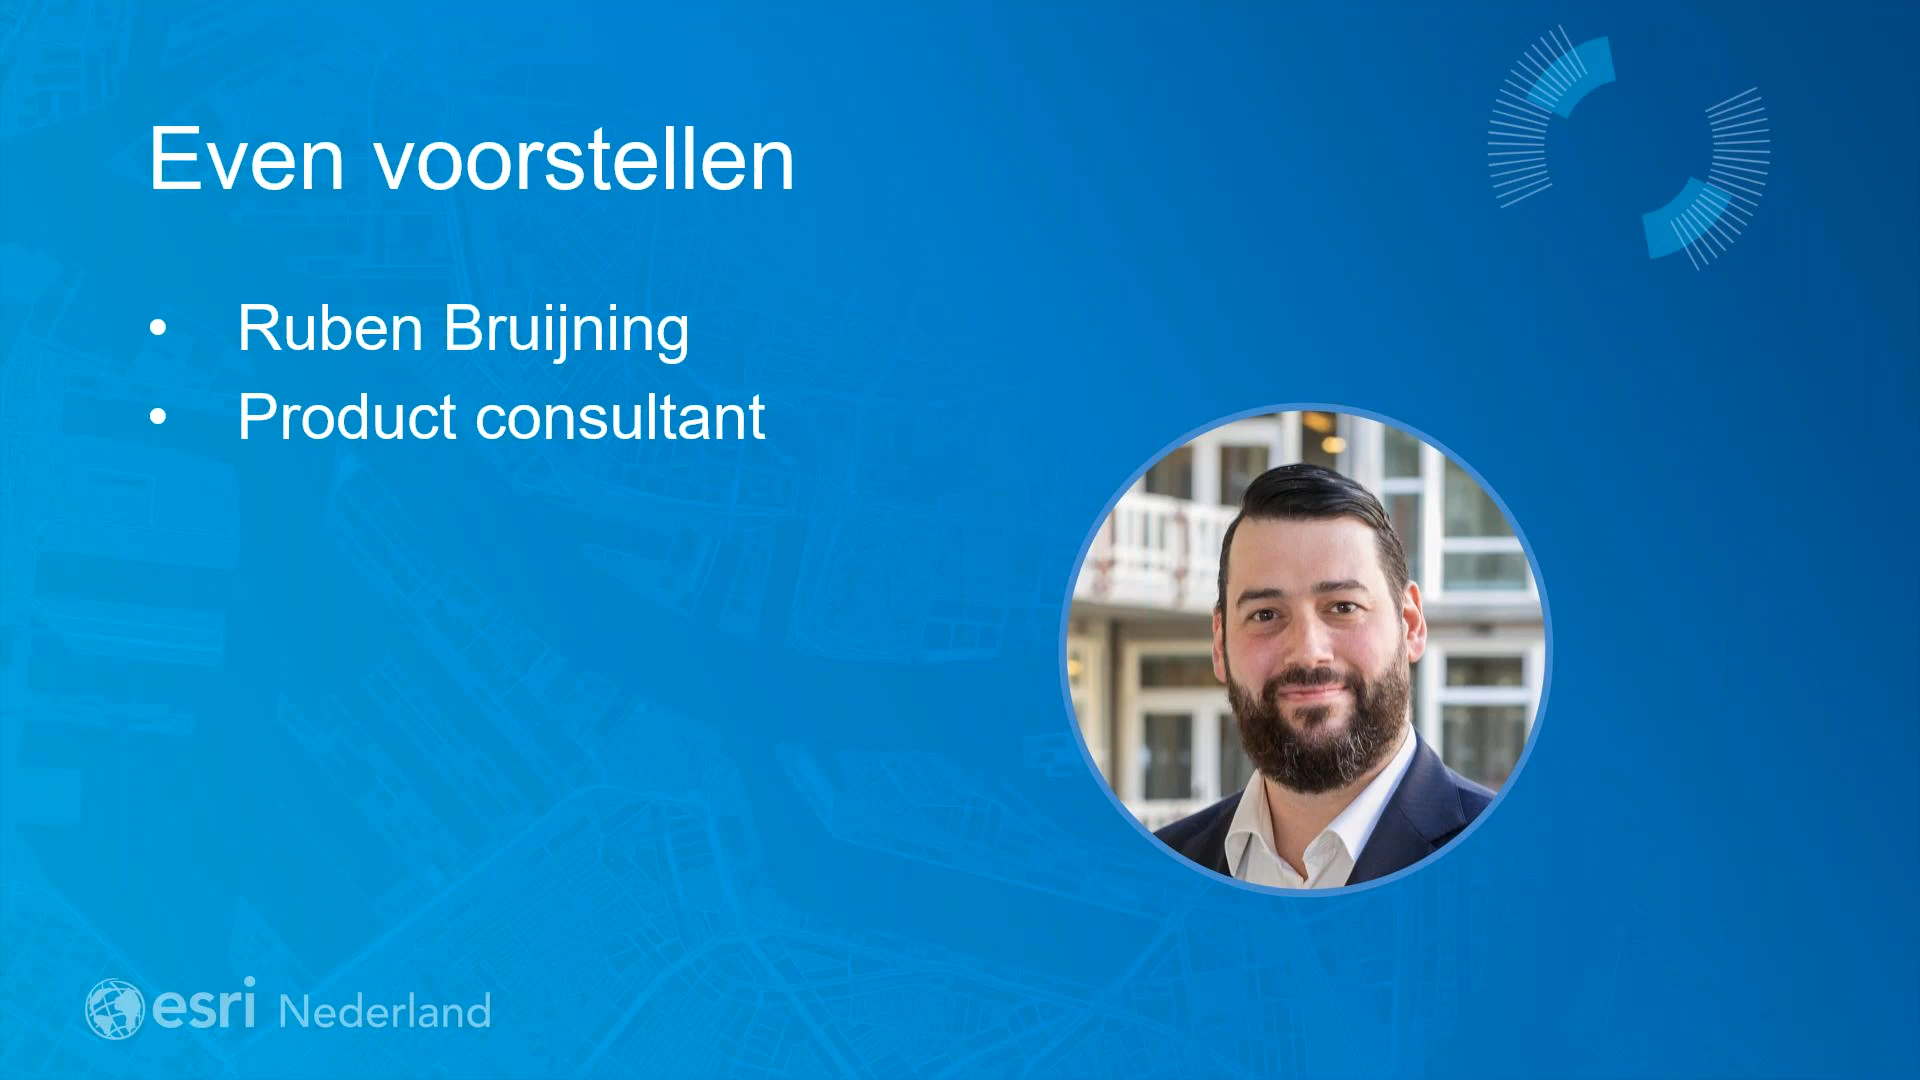 Even voorstellen
• Ruben Bruijning
• Product consultant
esri Nederland